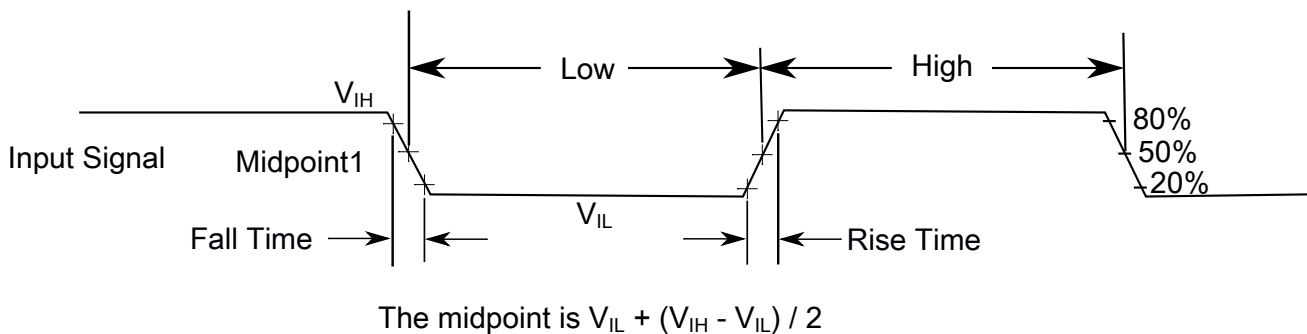 Low High
V_IH
80%
Input Signal Midpoint1 50%
20%
V_IL
Fall Time Rise Time
The midpoint is V_IL + (V_IH - V_IL) / 2